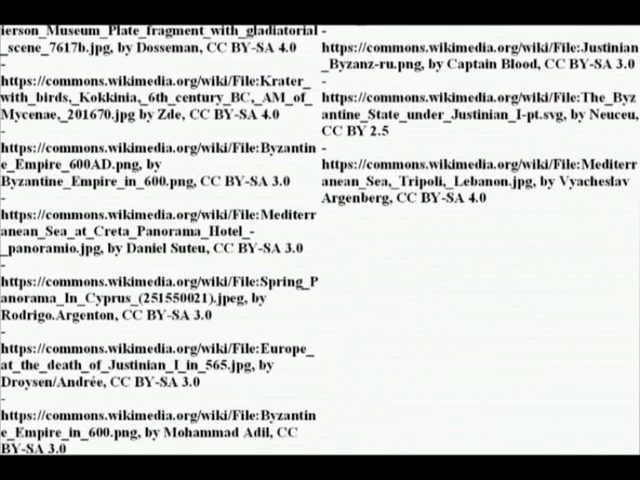 ierson_Museum_Plate_fragment_with_gladiatorial
_scene_7617b.jpg, by Dosseman, CC BY-SA 4.0
-
https://commons.wikimedia.org/wiki/File:Krater_
with_birds,_Kokkinia,_6th_century_BC,_AM_of_
Mycenae,_201670.jpg by Zde, CC BY-SA 4.0
-
https://commons.wikimedia.org/wiki/File:Byzantin
e_Empire_600AD.png, by
Byzantine_Empire_in_600.png, CC BY-SA 3.0
-
https://commons.wikimedia.org/wiki/File:Mediterr
anean_Sea_at_Creta_Panorama_Hotel_-
_panoramio.jpg, by Daniel Suteu, CC BY-SA 3.0
-
https://commons.wikimedia.org/wiki/File:Spring_P
anorama_In_Cyprus_(251550021).jpeg, by
Rodrigo.Argenton, CC BY-SA 3.0
-
https://commons.wikimedia.org/wiki/File:Europe_
at_the_death_of_Justinian_I_in_565.jpg, by
Droysen/Andrée, CC BY-SA 3.0
-
https://commons.wikimedia.org/wiki/File:Byzantin
e_Empire_in_600.png, by Mohammad Adil, CC
BY-SA 3.0
-
https://commons.wikimedia.org/wiki/File:Justinian
_Byzanz-ru.png, by Captain Blood, CC BY-SA 3.0
-
https://commons.wikimedia.org/wiki/File:The_Byz
antine_State_under_Justinian_I-pt.svg, by Neuceu,
CC BY 2.5
-
https://commons.wikimedia.org/wiki/File:Mediterr
anean_Sea,_Tripoli,_Lebanon.jpg, by Vyacheslav
Argenberg, CC BY-SA 4.0